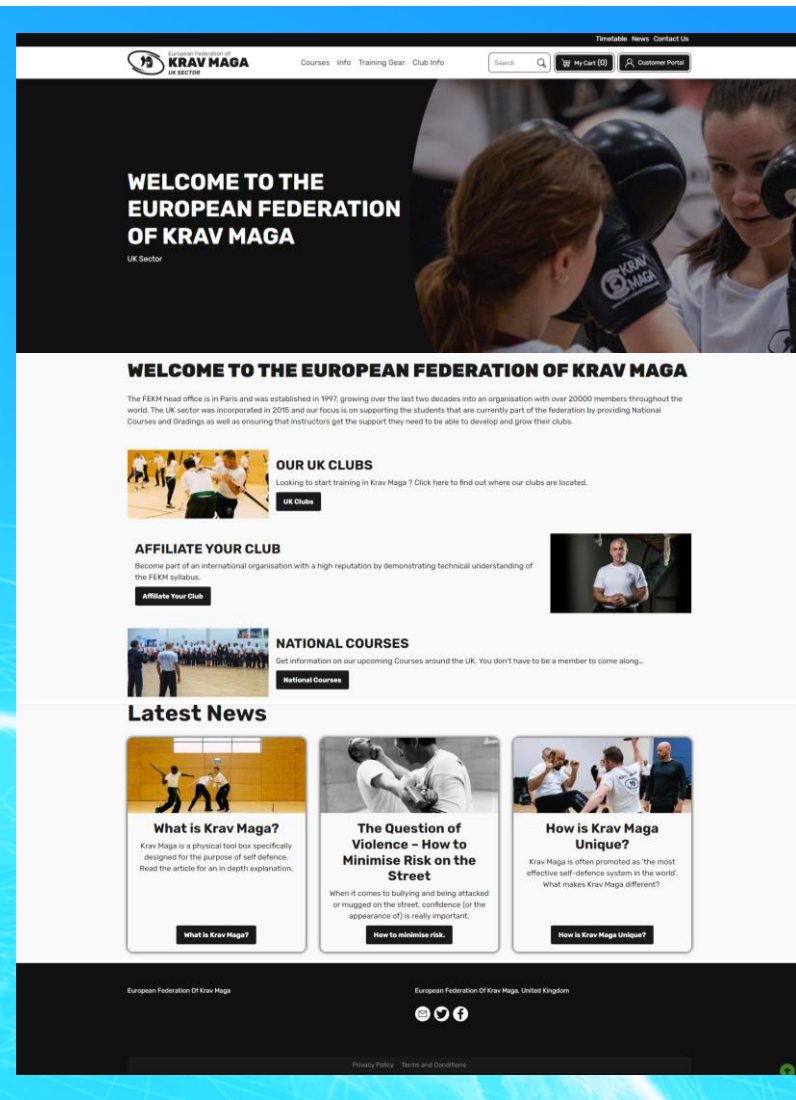 Timetable News Contact Us
European Federation of
KRAV MAGA
UK SECTOR
Courses Info Training Gear Club Info
Search
My Cart (0)
Customer Portal
WELCOME TO THE
EUROPEAN FEDERATION
OF KRAV MAGA
UK Sector
KRAV
MAGA
WELCOME TO THE EUROPEAN FEDERATION OF KRAV MAGA
The FEKM head office is in Paris and was established in 1997, growing over the last two decades into an organisation with over 20000 members throughout the
world. The UK sector was incorporated in 2015 and our focus is on supporting the students that are currently part of the federation by providing National
Courses and Gradings as well as ensuring that instructors get the support they need to be able to develop and grow their clubs.
OUR UK CLUBS
Looking to start training in Krav Maga ? Click here to find out where our clubs are located.
UK Clubs
AFFILIATE YOUR CLUB
Become part of an international organisation with a high reputation by demonstrating technical understanding of
the FEKM syllabus.
Affiliate Your Club
NATIONAL COURSES
Get information on our upcoming Courses around the UK. You don't have to be a member to come along...
National Courses
Latest News
What is Krav Maga?
Krav Maga is a physical tool box specifically
designed for the purpose of self defence.
Read the article for an in depth explanation.
What is Krav Maga?
The Question of
Violence – How to
Minimise Risk on the
Street
When it comes to bullying and being attacked
or mugged on the street, confidence (or the
appearance of) is really important.
How to minimise risk.
How is Krav Maga
Unique?
Krav Maga is often promoted as 'the most
effective self-defence system in the world'.
What makes Krav Maga different?
How is Krav Maga Unique?
European Federation Of Krav Maga
European Federation Of Krav Maga, United Kingdom
Privacy Policy Terms and Conditions